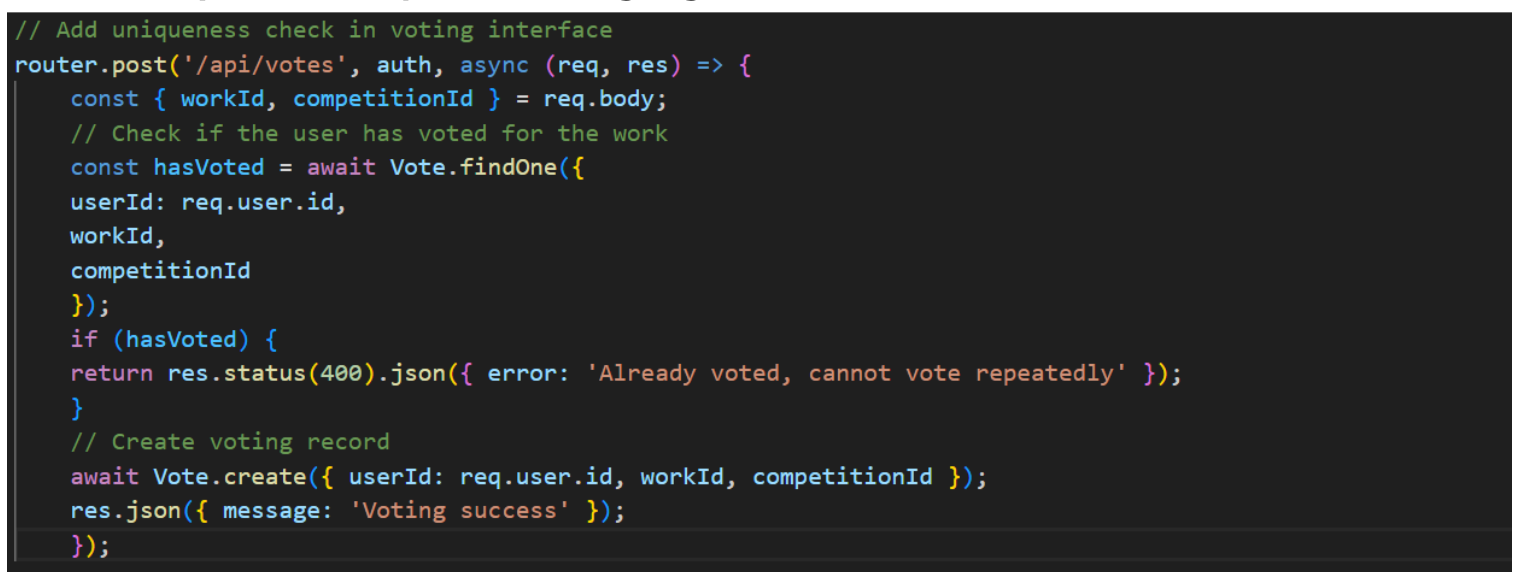 // Add uniqueness check in voting interface
router.post('/api/votes', auth, async (req, res) => {
    const { workId, competitionId } = req.body;
    // Check if the user has voted for the work
    const hasVoted = await Vote.findOne({
    userId: req.user.id,
    workId,
    competitionId
    });
    if (hasVoted) {
    return res.status(400).json({ error: 'Already voted, cannot vote repeatedly' });
    }
    // Create voting record
    await Vote.create({ userId: req.user.id, workId, competitionId });
    res.json({ message: 'Voting success' });
    });